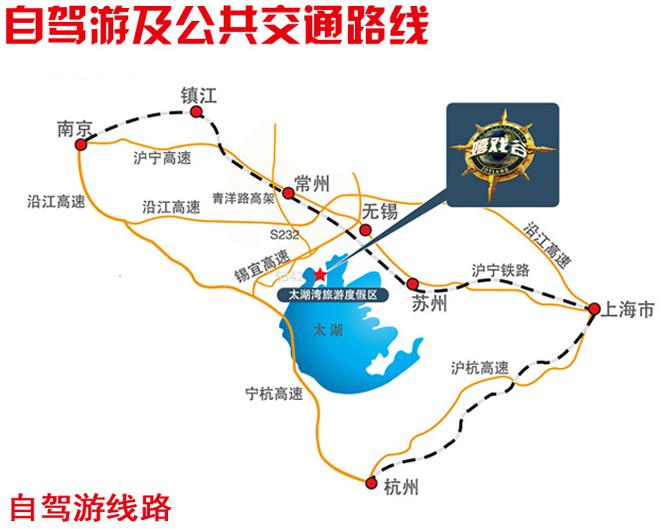 自驾游及公共交通路线
镇江
南京
沪宁高速
嬉戏谷
JOYLAND
沿江高速
沿江高速
青洋路高架
常州
无锡
S232
沿江高速
锡宜高速
S342
太湖湾旅游度假区
沪宁铁路
苏州
上海市
太湖
沪杭高速
宁杭高速
杭州
自驾游线路